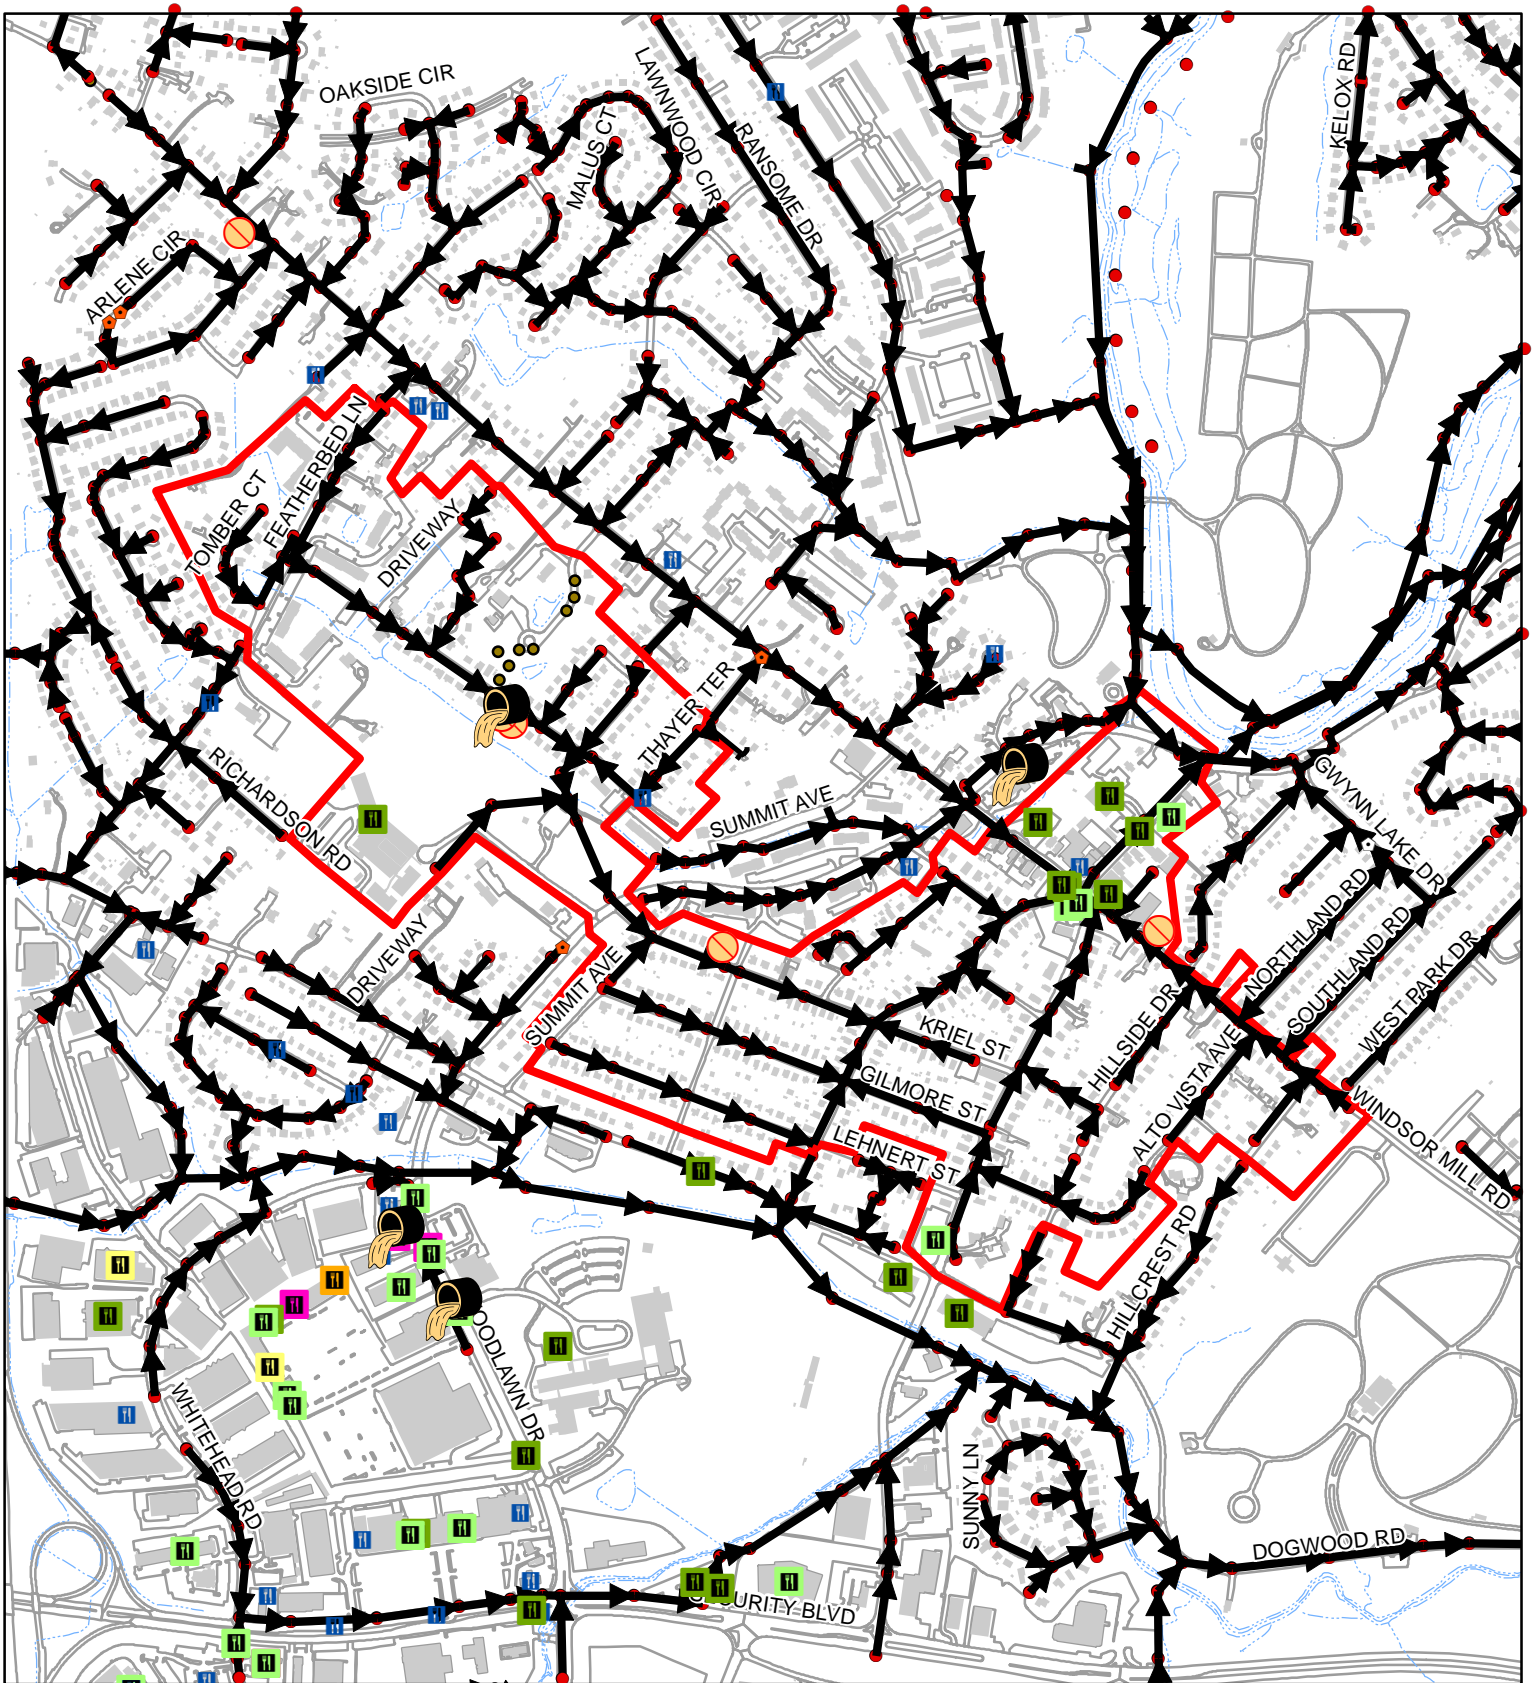 OAKSIDE CIR
LAWNWOOD CIR
KELOX RD
MALUS CT
RANSOME DR
ARLENE CIR
FEATHERBED LN
TOMBER CT
DRIVEWAY
THAYER TER
RICHARDSON RD
SUMMIT AVE
GWYNN LAKE DR
NORTHLAND RD
SOUTHLAND RD
WEST PARK DR
DRIVEWAY
SUMMIT AVE
KRIEL ST
HILLSIDE DR
GILMORE ST
ALTO VISTA AVE
LEHNERT ST
WINDSOR MILL RD
HILLCREST RD
OODLAWN DR
WHITEHEAD RD
SUNNY LN
DOGWOOD RD
CURITY BLVD